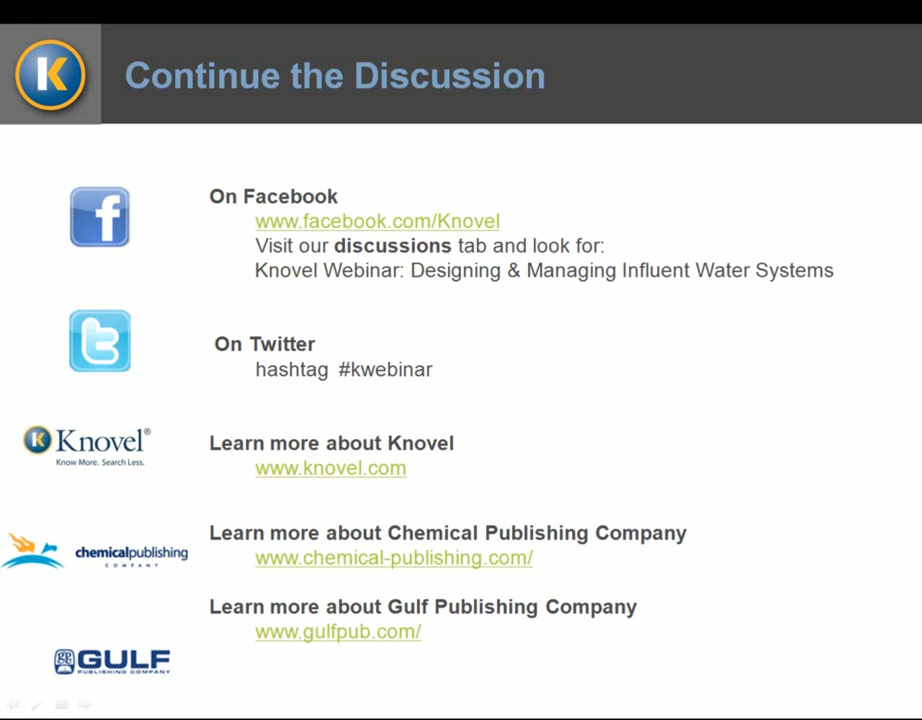 K
Continue the Discussion
f
On Facebook
www.facebook.com/Knovel
Visit our discussions tab and look for:
Knovel Webinar: Designing & Managing Influent Water Systems
t
On Twitter
hashtag #kwebinar
K Knovel®
Know More. Search Less.
Learn more about Knovel
www.knovel.com
chemicalpublishing
COMPANY
Learn more about Chemical Publishing Company
www.chemical-publishing.com/
Learn more about Gulf Publishing Company
www.gulfpub.com/
GULF
PUBLISHING COMPANY